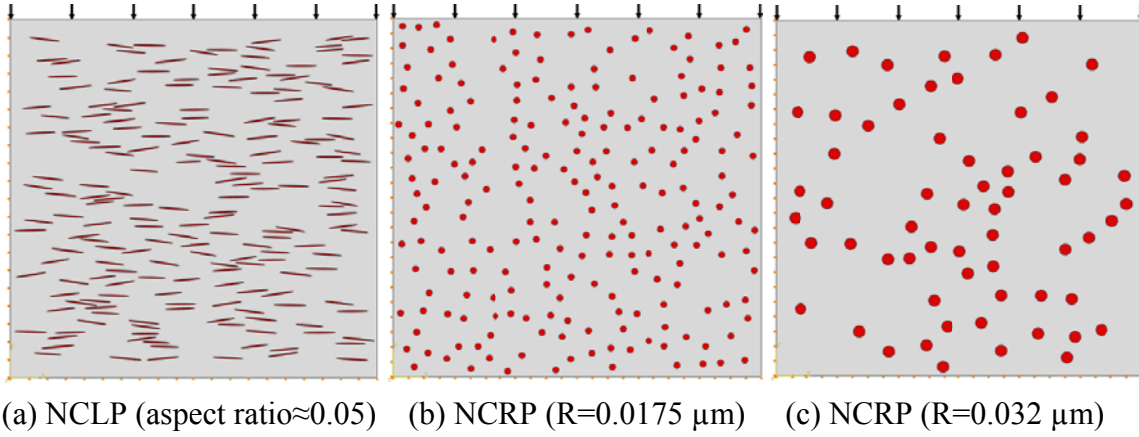 (a) NCLP (aspect ratio≈0.05) (b) NCRP (R=0.0175 µm) (c) NCRP (R=0.032 µm)